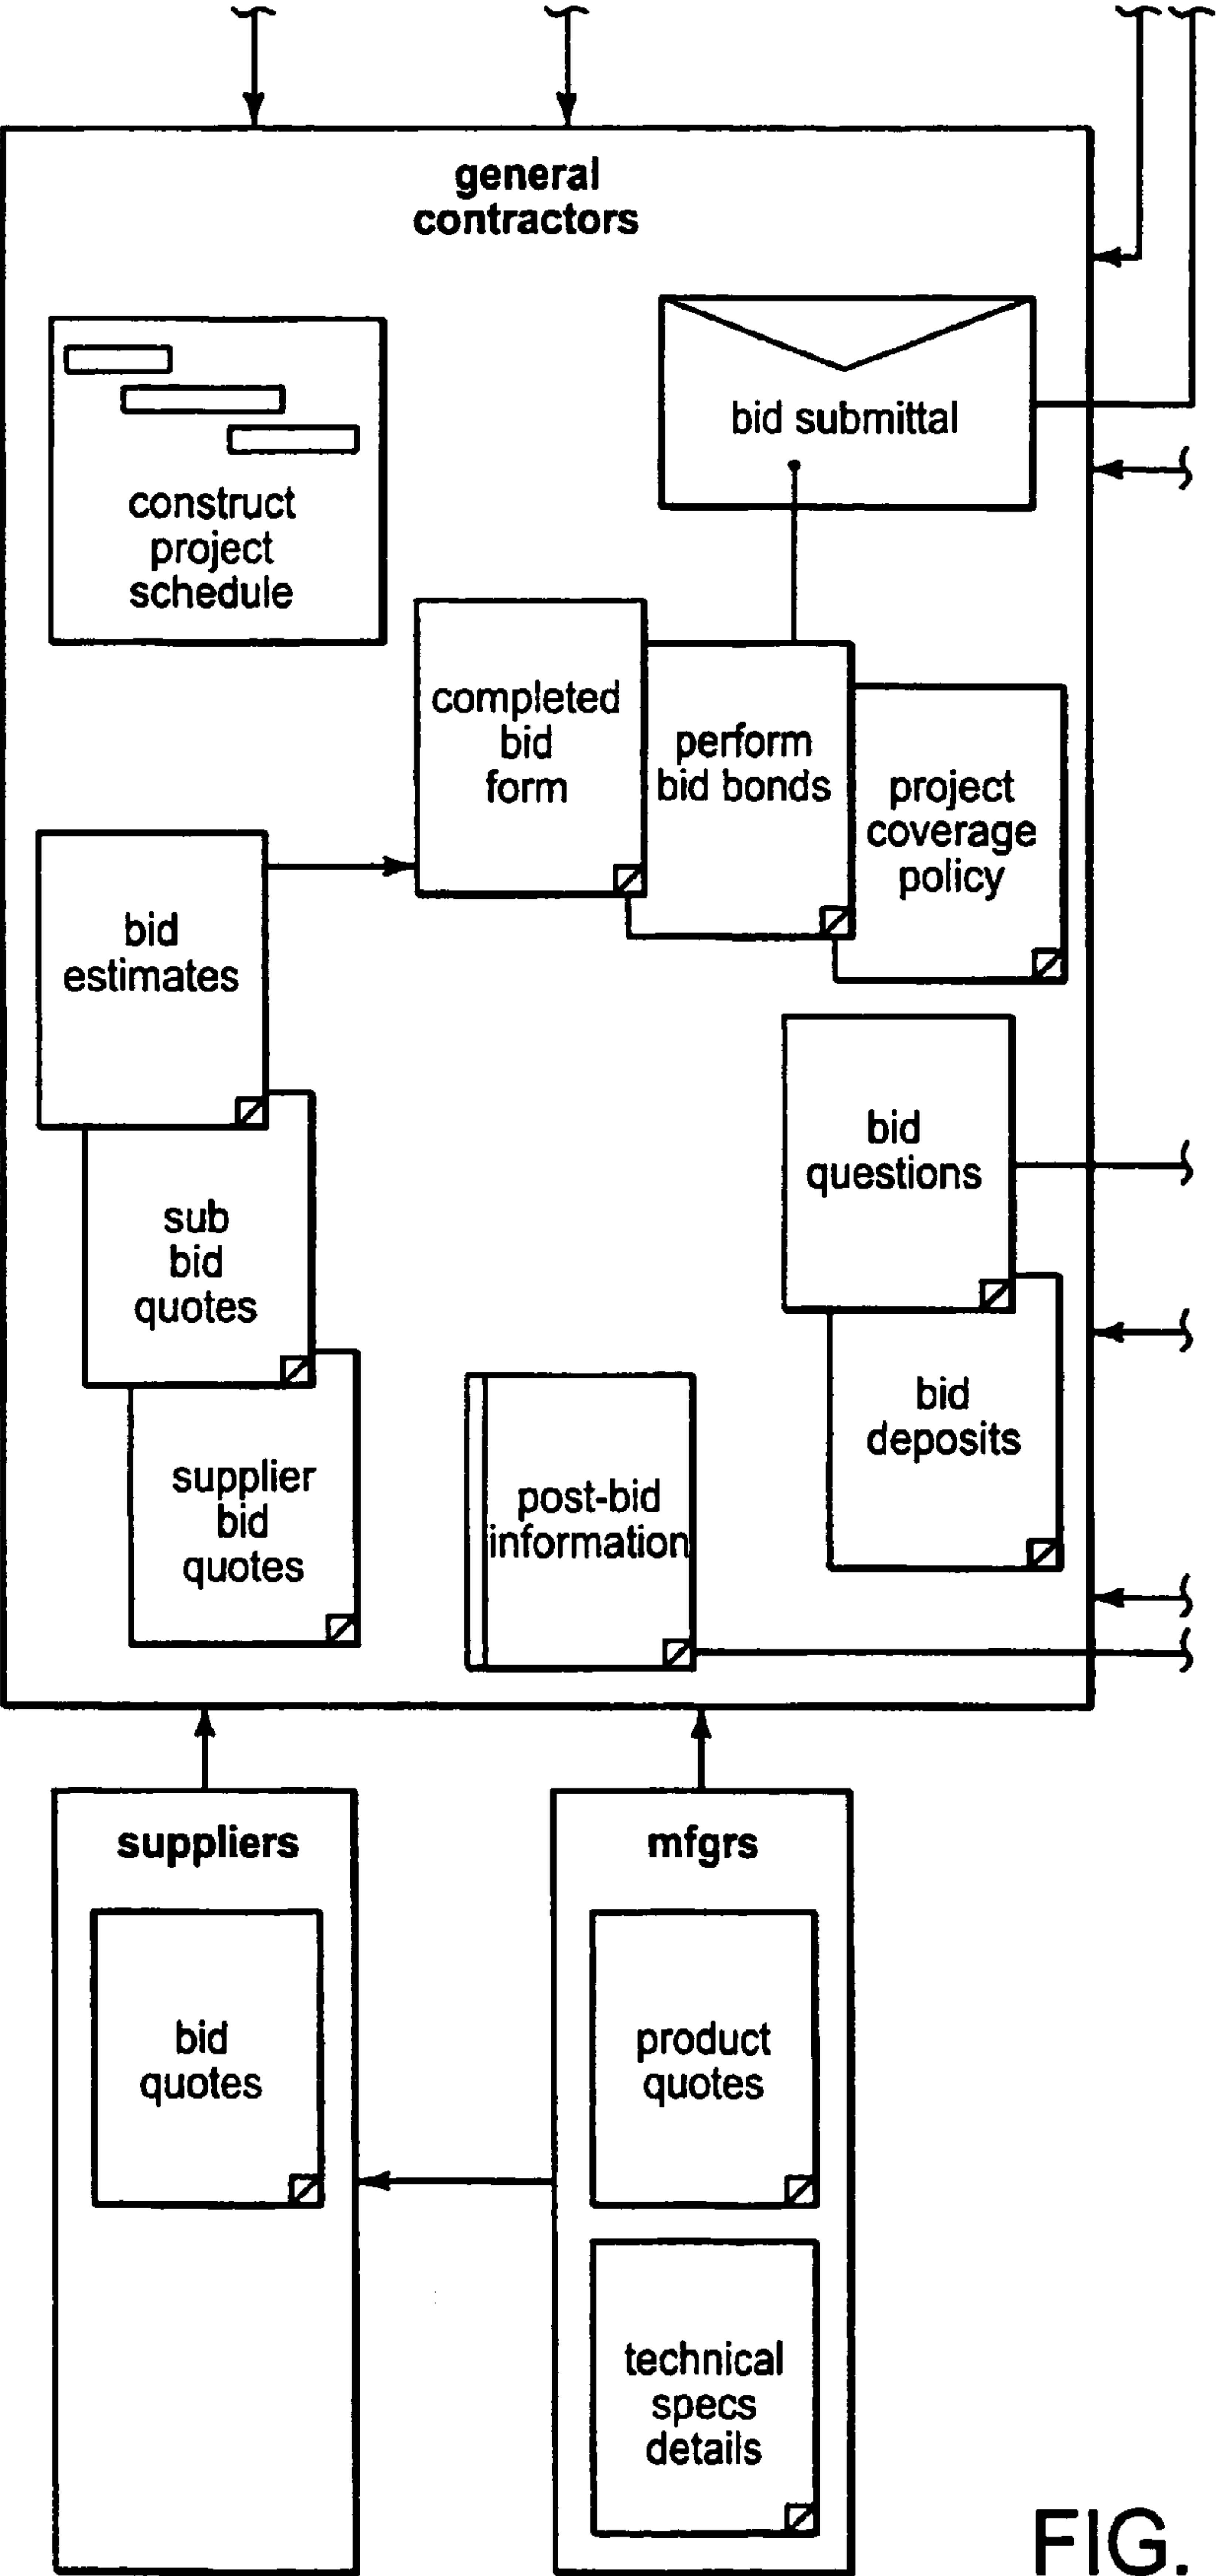 general
contractors
bid submittal
construct
project
schedule
completed
bid
form
perform
bid bonds
project
coverage
policy
bid
estimates
bid
questions
sub
bid
quotes
bid
deposits
supplier
bid
quotes
post-bid
information
suppliers
mfgrs
bid
quotes
product
quotes
technical
specs
details
FIG.